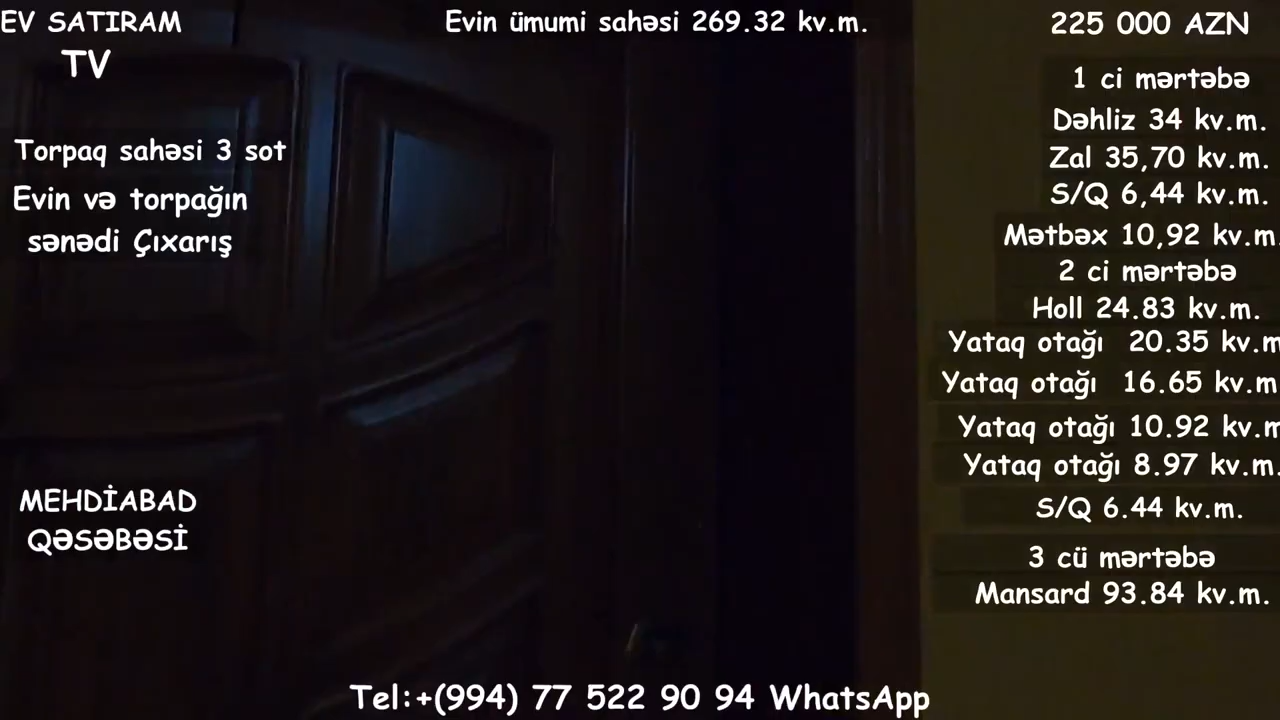 EV SATIRAM
TV
Evin ümumi sahəsi 269.32 kv.m.
225 000 AZN
Torpaq sahəsi 3 sot
Evin və torpağın
sənədi Çıxarış
MEHDİABAD
QƏSƏBƏSİ
1 ci mərtəbə
Dəhliz 34 kv.m.
Zal 35,70 kv.m.
S/Q 6,44 kv.m.
Mətbəx 10,92 kv.m.
2 ci mərtəbə
Holl 24.83 kv.m.
Yataq otağı 20.35 kv.m
Yataq otağı 16.65 kv.m
Yataq otağı 10.92 kv.m
Yataq otağı 8.97 kv.m.
S/Q 6.44 kv.m.
3 cü mərtəbə
Mansard 93.84 kv.m.
Tel:+(994) 77 522 90 94 WhatsApp